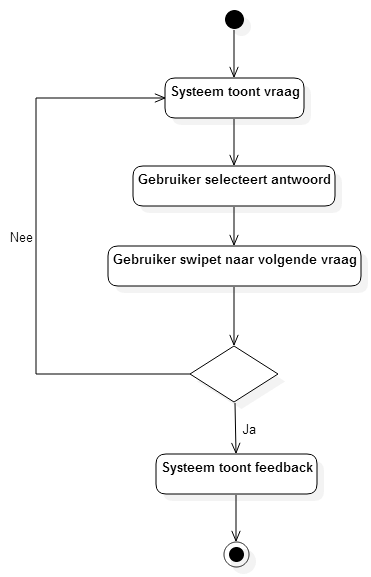 Systeem toont vraag
Gebruiker selecteert antwoord
Nee
Gebruiker swipet naar volgende vraag
Ja
Systeem toont feedback